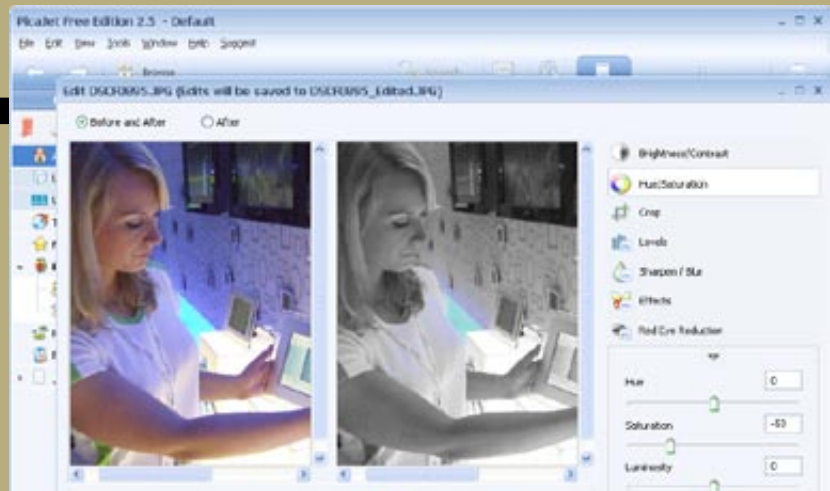 PicaJet Free Edition 2.5 - Default
File Edit View Tools Window Help Suggest
Browse
Edit DSCF0895.JPG (Edits will be saved to DSCF0895_Edited.JPG)
Before and After After
Brightness/Contrast
Hue/Saturation
Crop
Levels
Sharpen / Blur
Effects
Red Eye Reduction
Hue 0
Saturation -53
Luminosity 0